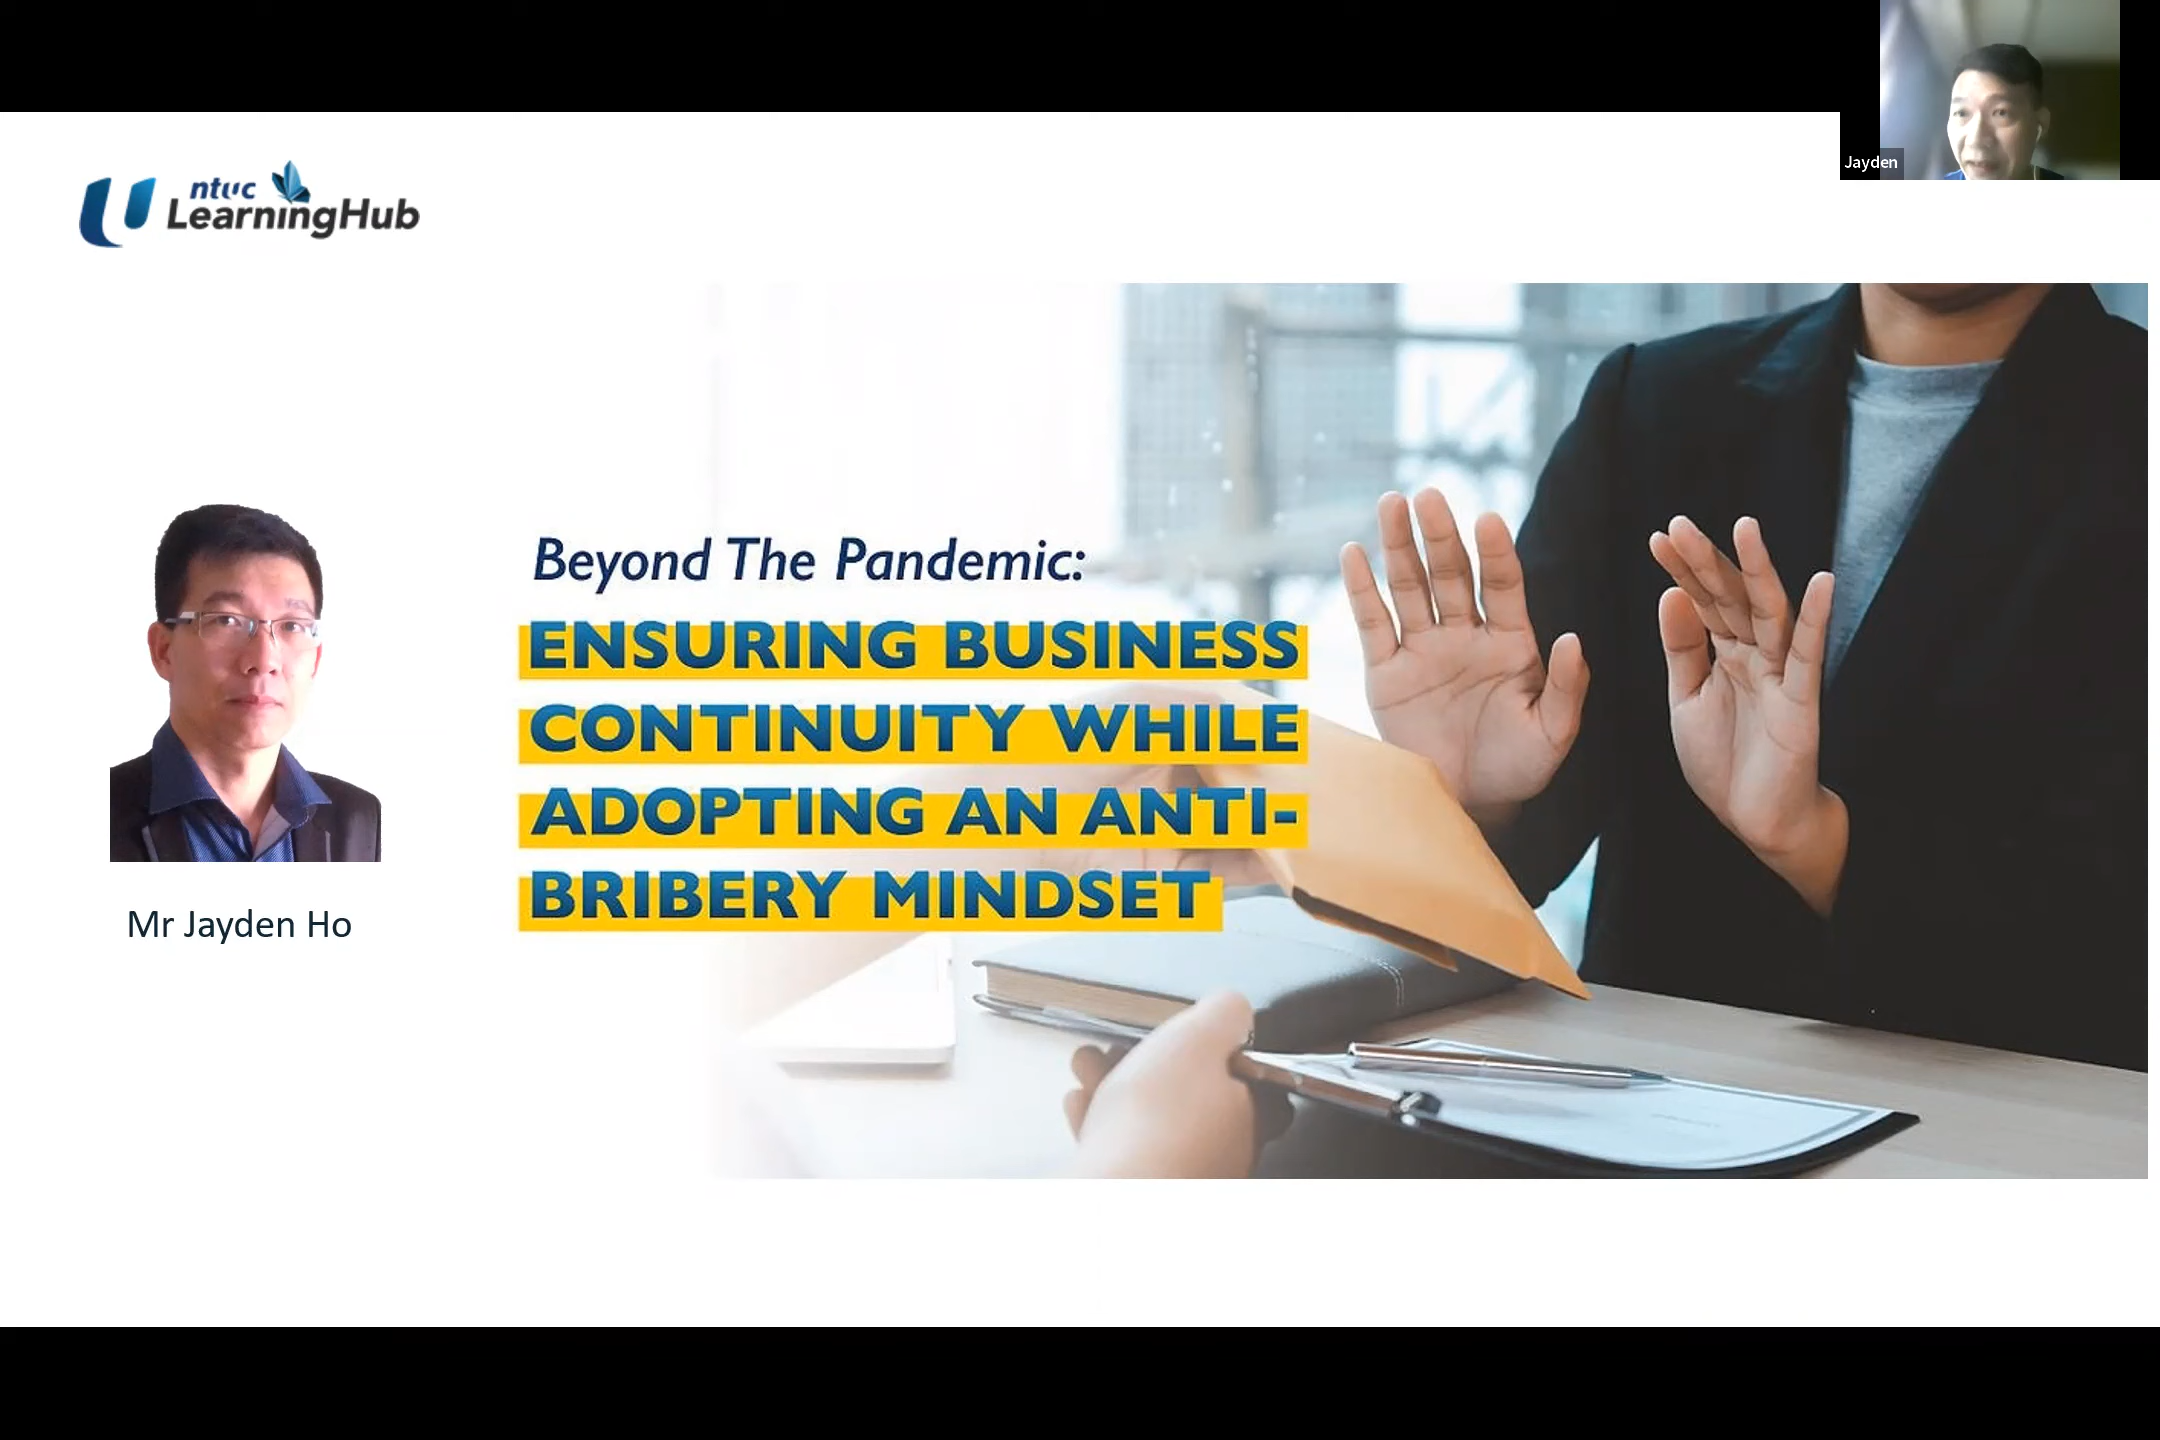 Jayden
ntuc
LearningHub
Beyond The Pandemic:
ENSURING BUSINESS
CONTINUITY WHILE
ADOPTING AN ANTI-
BRIBERY MINDSET
Mr Jayden Ho